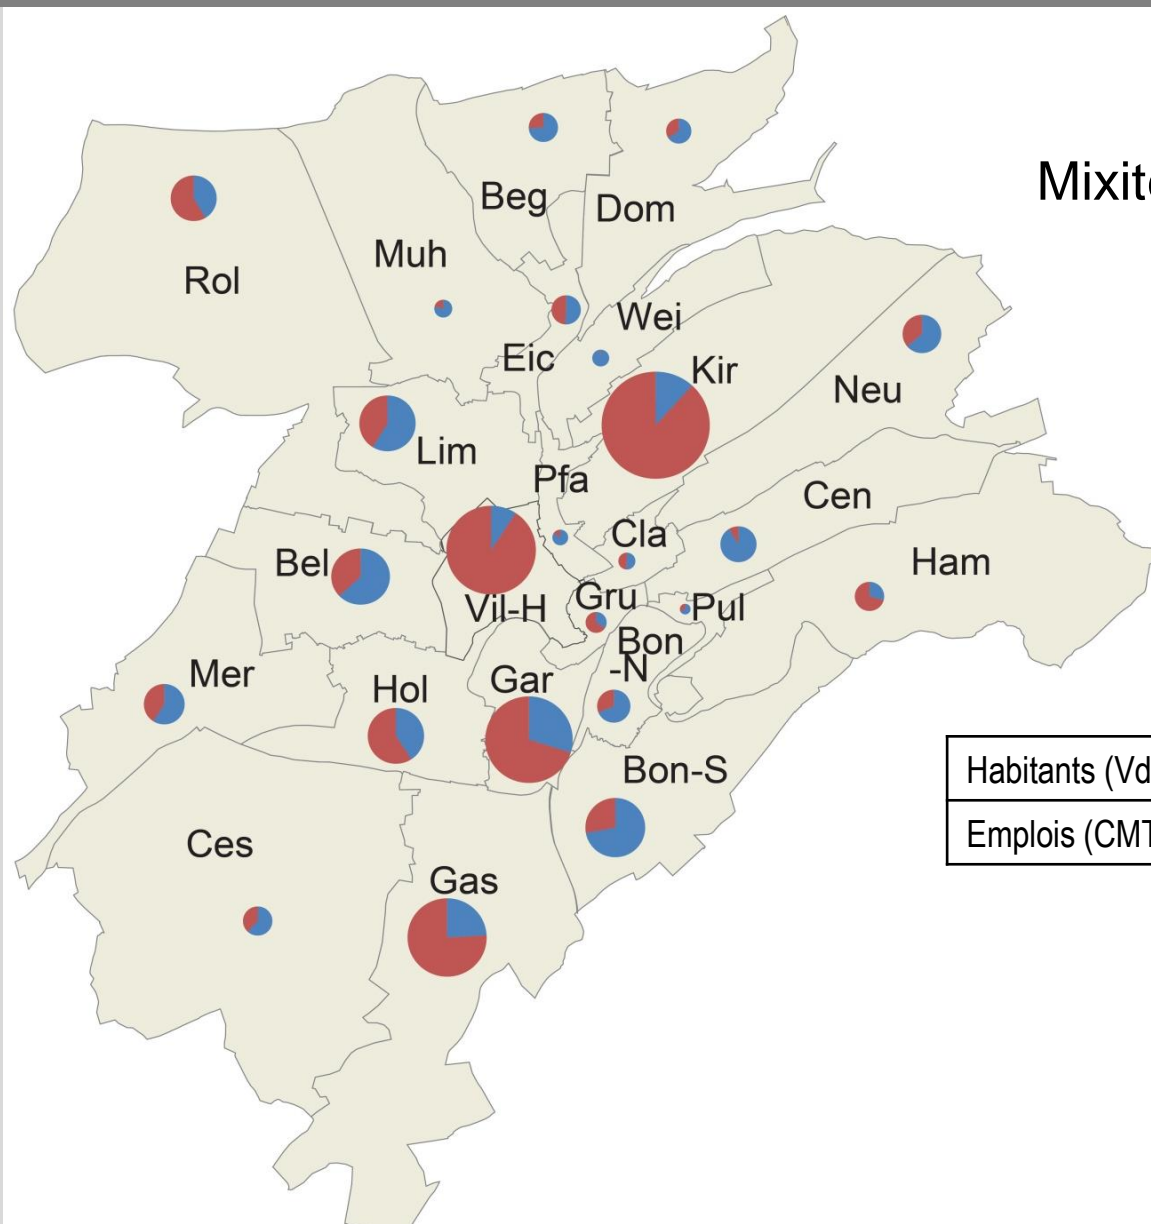 Mixit
Beg
Dom
Muh
Rol
Wei
Eic
Kir
Neu
Lim
Pfa
Cen
Cla
Bel
Ham
Vil-H
Gru
Pul
Bon
-N
Mer
Gar
Hol
Bon-S
Habitants (Vd
Emplois (CMT
Ces
Gas